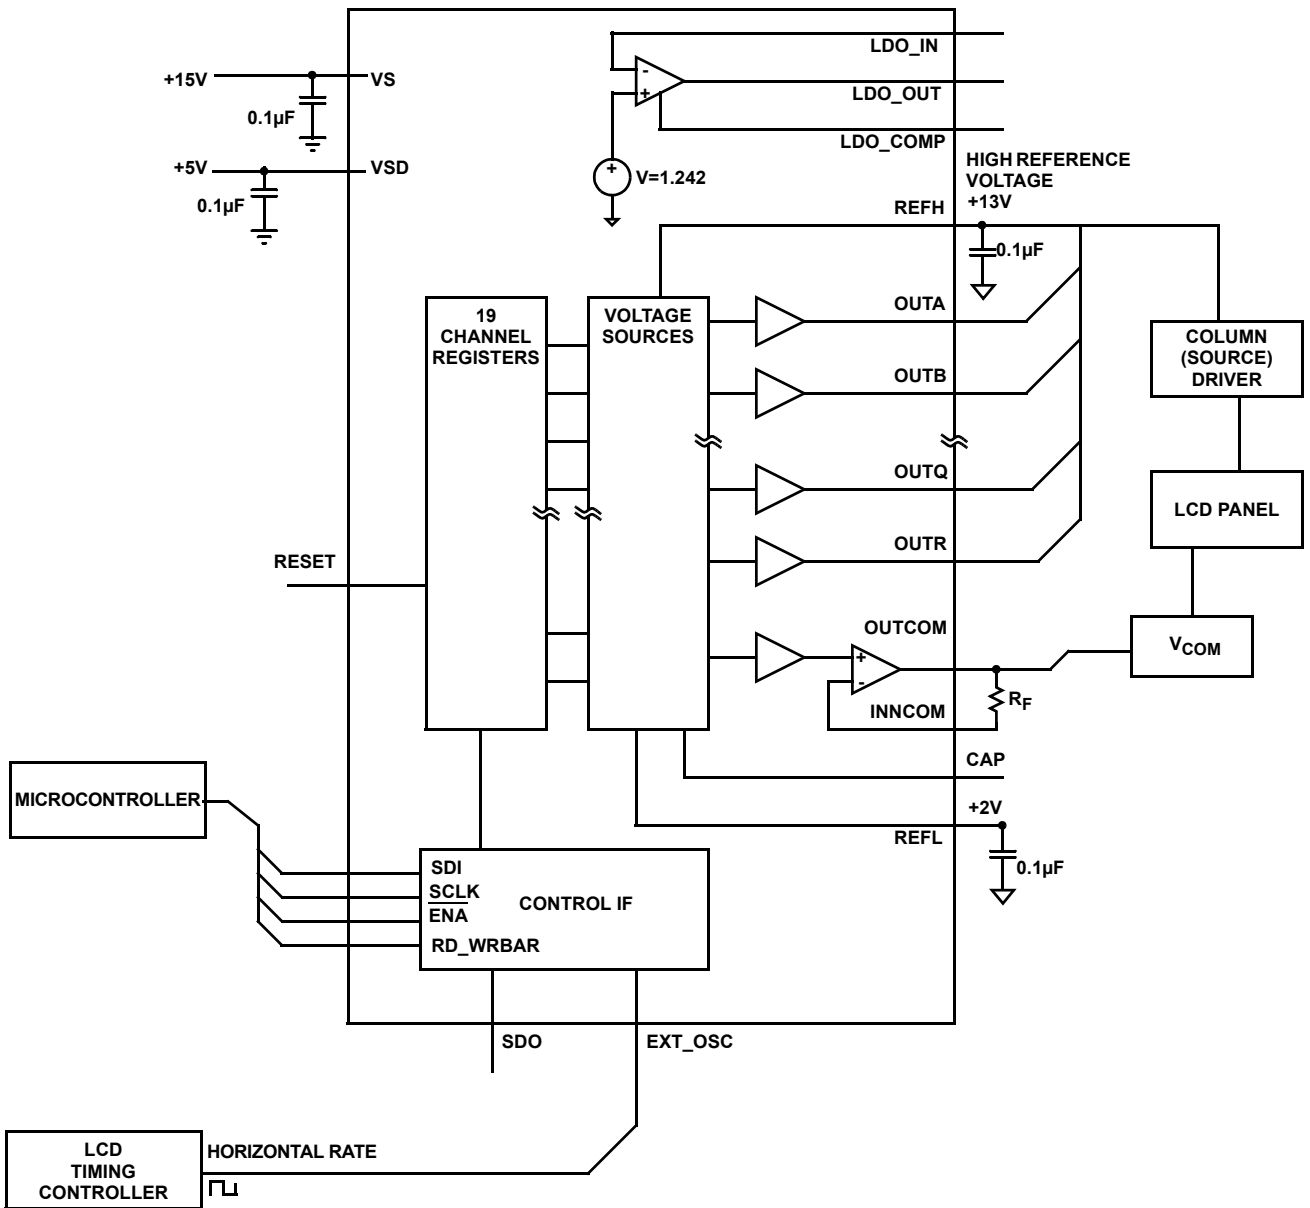 LDO_IN
+15V
VS
-
+
LDO_OUT
0.1µF
LDO_COMP
+5V
VSD
HIGH REFERENCE
VOLTAGE
+13V
+
V=1.242
0.1µF
REFH
0.1µF
19
CHANNEL
REGISTERS
VOLTAGE
SOURCES
OUTA
COLUMN
(SOURCE)
DRIVER
OUTB
OUTQ
LCD PANEL
OUTR
RESET
OUTCOM
+
-
VCOM
INNCOM
RF
CAP
MICROCONTROLLER
+2V
REFL
SDI
SCLK
ENA
RD_WRBAR
CONTROL IF
0.1µF
SDO
EXT_OSC
LCD
TIMING
CONTROLLER
HORIZONTAL RATE